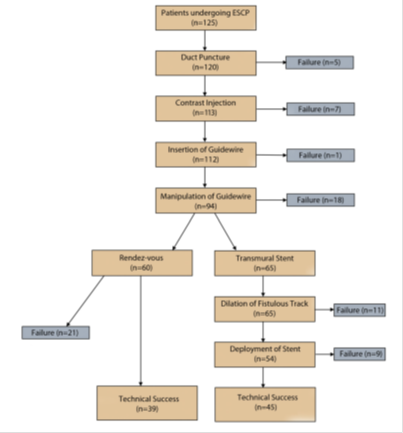 Patients undergoing ESCP
(n=125)
Duct Puncture
(n=120)
Failure (n=5)
Contrast Injection
(n=113)
Failure (n=7)
Insertion of Guidewire
(n=112)
Failure (n=1)
Manipulation of Guidewire
(n=94)
Failure (n=18)
Rendez-vous
(n=60)
Transmural Stent
(n=65)
Dilation of Fistulous Track
(n=65)
Failure (n=11)
Failure (n=21)
Deployment of Stent
(n=54)
Failure (n=9)
Technical Success
(n=39)
Technical Success
(n=45)